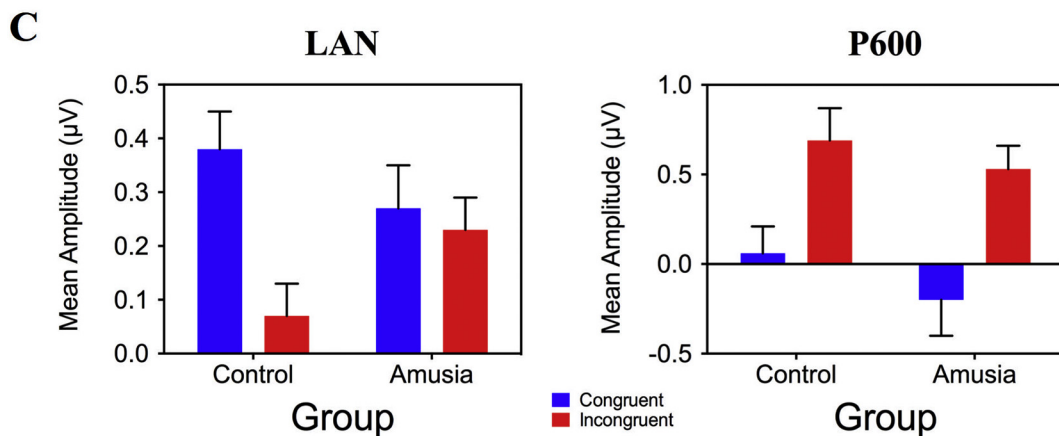 C
LAN
Mean Amplitude (µV)
0.5
0.4
0.3
0.2
0.1
0.0
Control
Amusia
Group
P600
Mean Amplitude (µV)
1.0
0.5
0.0
-0.5
Control
Amusia
Group
Congruent
Incongruent